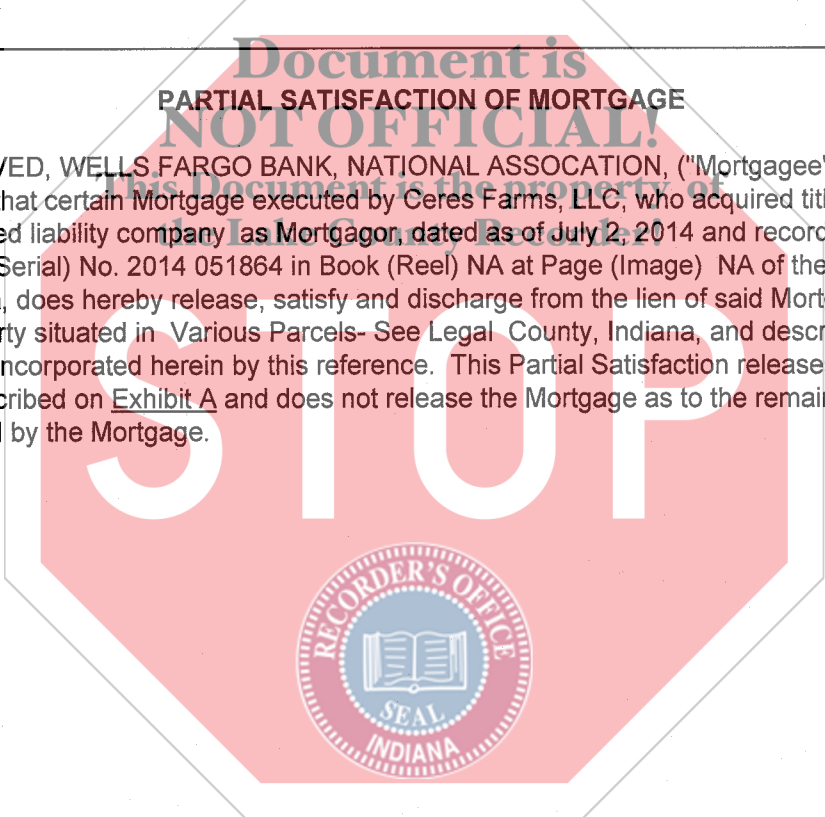 Document is
PARTIAL SATISFACTION OF MORTGAGE
NOT OFFICIAL!
VED, WELLS FARGO BANK, NATIONAL ASSOCATION, ("Mortgagee"
This Document is the property of
that certain Mortgage executed by Ceres Farms, LLC, who acquired titl
the Lake County Recorder!
ed liability company as Mortgagor, dated as of July 2, 2014 and record
Serial) No. 2014 051864 in Book (Reel) NA at Page (Image) NA of the
, does hereby release, satisfy and discharge from the lien of said Mort
rty situated in Various Parcels- See Legal County, Indiana, and descr
ncorporated herein by this reference. This Partial Satisfaction release
cribed on Exhibit A and does not release the Mortgage as to the remain
by the Mortgage.
STOP
RECORDER'S OFFICE
SEAL
INDIANA